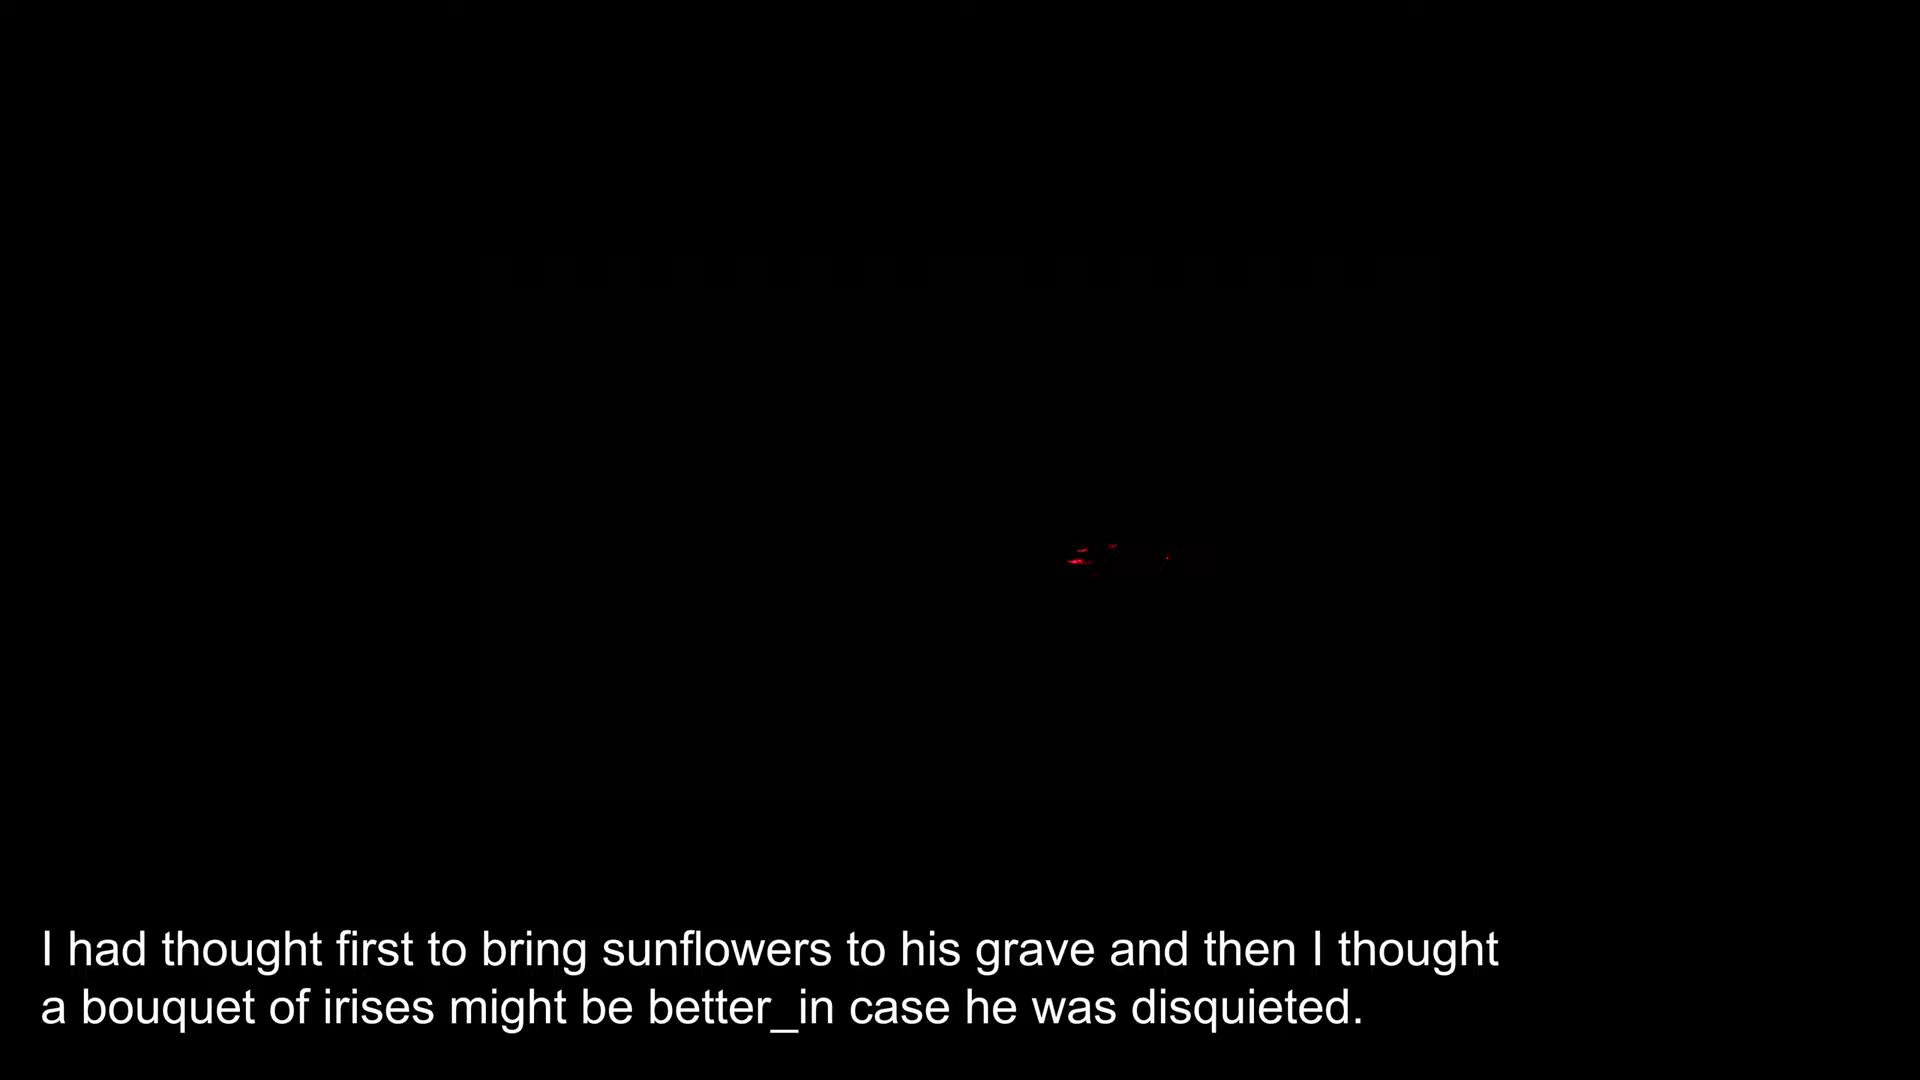 I had thought first to bring sunflowers to his grave and then I thought
a bouquet of irises might be better_in case he was disquieted.